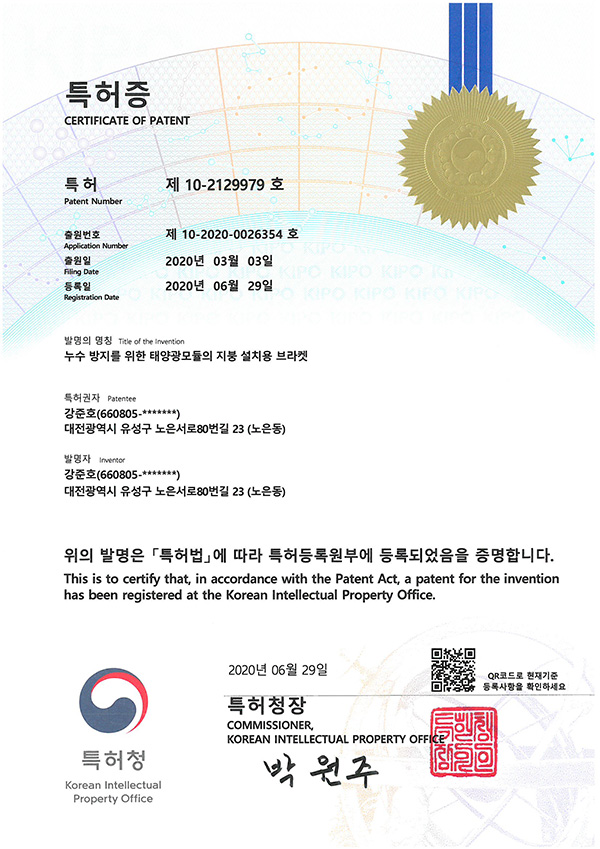 특허증
CERTIFICATE OF PATENT
특허 제 10-2129979 호
Patent Number
출원번호 제 10-2020-0026354 호
Application Number
출원일 2020년 03월 03일
Filing Date
등록일 2020년 06월 29일
Registration Date
발명의 명칭 Title of the Invention
누수 방지를 위한 태양광모듈의 지붕 설치용 브라켓
특허권자 Patentee
강준호(660805-*******)
대전광역시 유성구 노은서로80번길 23 (노은동)
발명자 Inventor
강준호(660805-*******)
대전광역시 유성구 노은서로80번길 23 (노은동)
위의 발명은 「특허법」에 따라 특허등록원부에 등록되었음을 증명합니다.
This is to certify that, in accordance with the Patent Act, a patent for the invention
has been registered at the Korean Intellectual Property Office.
2020년 06월 29일
QR코드로 현재기준
등록사항을 확인하세요
특허청장
COMMISSIONER,
KOREAN INTELLECTUAL PROPERTY OFFICE
박원주
특허청
Korean Intellectual
Property Office